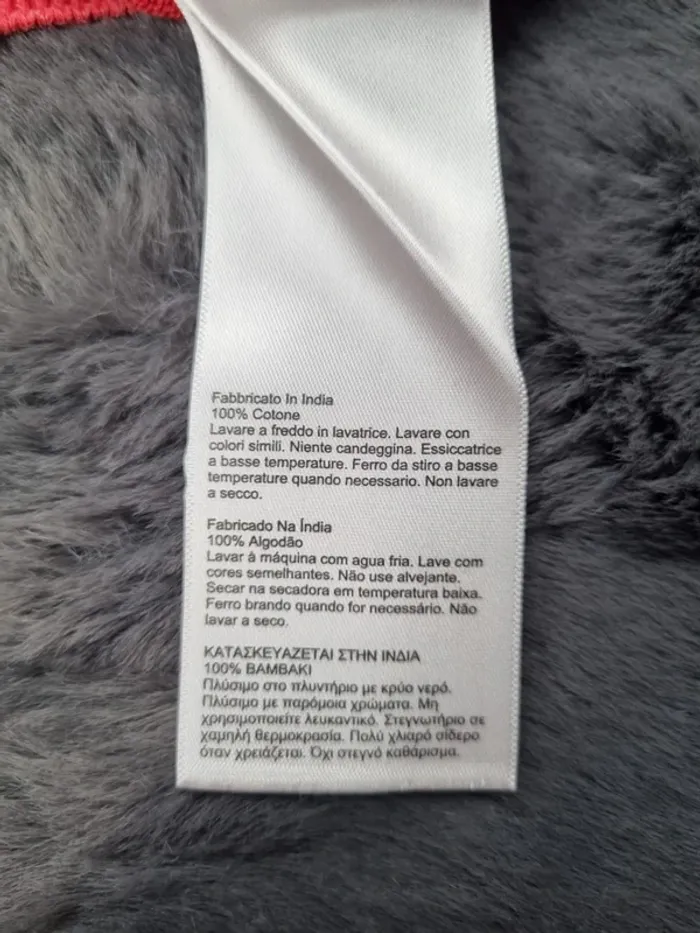 Fabbricato In India
100% Cotone
Lavare a freddo in lavatrice. Lavare con
colori simili. Niente candeggina. Essiccatrice
a basse temperature. Ferro da stiro a basse
temperature quando necessario. Non lavare
a secco.
Fabricado Na Índia
100% Algodão
Lavar à máquina com agua fria. Lave com
cores semelhantes. Não use alvejante.
Secar na secadora em temperatura baixa.
Ferro brando quando for necessário. Não
lavar a seco.
ΚΑΤΑΣΚΕΥΑΖΕΤΑΙ ΣΤΗΝ ΙΝΔΙΑ
100% ΒΑΜΒΑΚΙ
Πλύσιμο στο πλυντήριο με κρύο νερό.
Πλύσιμο με παρόμοια χρώματα. Μη
χρησιμοποιείτε λευκαντικό. Στεγνωτήριο σε
χαμηλή θερμοκρασία. Πολύ χλιαρό σίδερο
όταν χρειάζεται. Όχι στεγνό καθάρισμα.